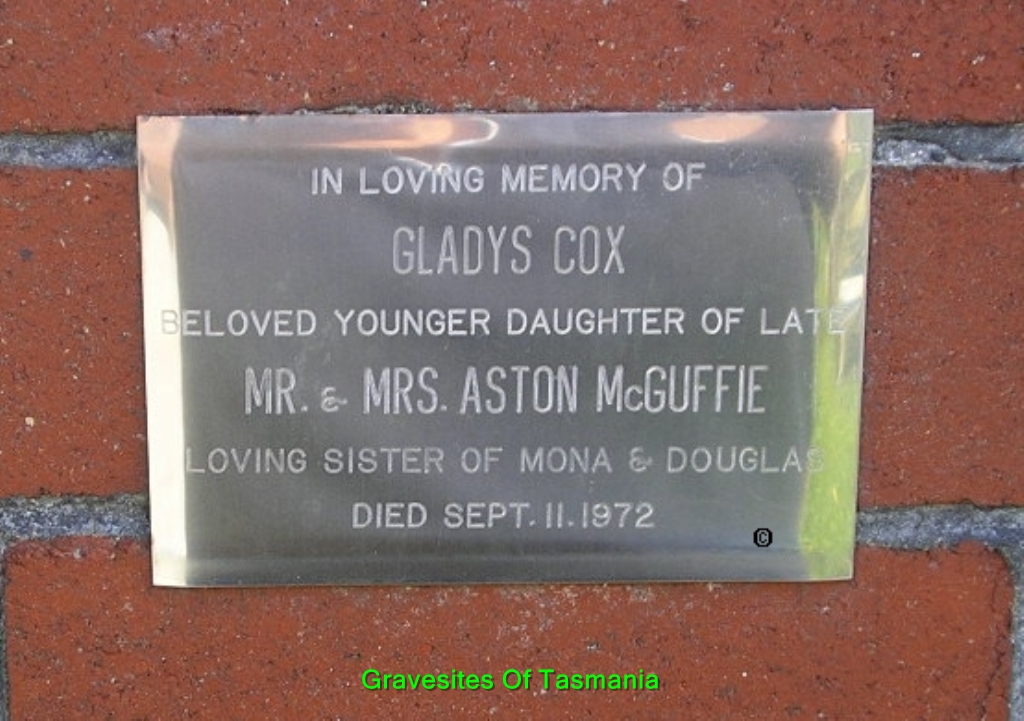 IN LOVING MEMORY OF
GLADYS COX
BELOVED YOUNGER DAUGHTER OF LATE
MR. & MRS. ASTON McGUFFIE
LOVING SISTER OF MONA & DOUGLAS
DIED SEPT. 11. 1972
©
Gravesites Of Tasmania